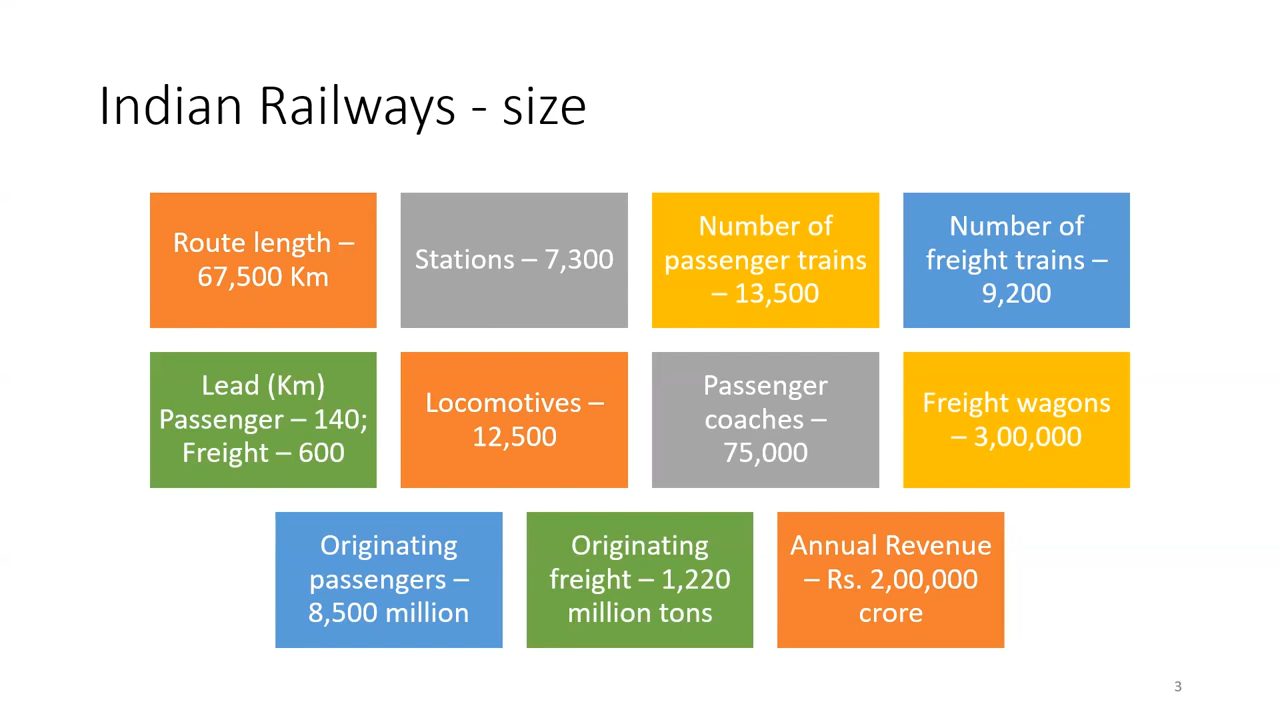 Indian Railways - size
Route length –
67,500 Km
Stations – 7,300
Number of
passenger trains
– 13,500
Number of
freight trains –
9,200
Lead (Km)
Passenger – 140;
Freight – 600
Locomotives –
12,500
Passenger
coaches –
75,000
Freight wagons
– 3,00,000
Originating
passengers –
8,500 million
Originating
freight – 1,220
million tons
Annual Revenue
– Rs. 2,00,000
crore
3